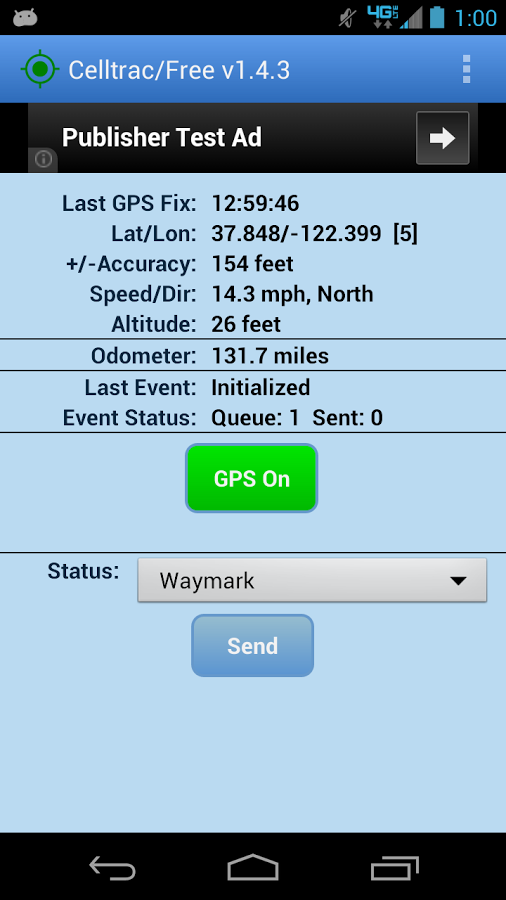 4G LTE 1:00
Celltrac/Free v1.4.3
Publisher Test Ad
Last GPS Fix: 12:59:46
Lat/Lon: 37.848/-122.399 [5]
+/-Accuracy: 154 feet
Speed/Dir: 14.3 mph, North
Altitude: 26 feet
Odometer: 131.7 miles
Last Event: Initialized
Event Status: Queue: 1 Sent: 0
GPS On
Status: Waymark
Send